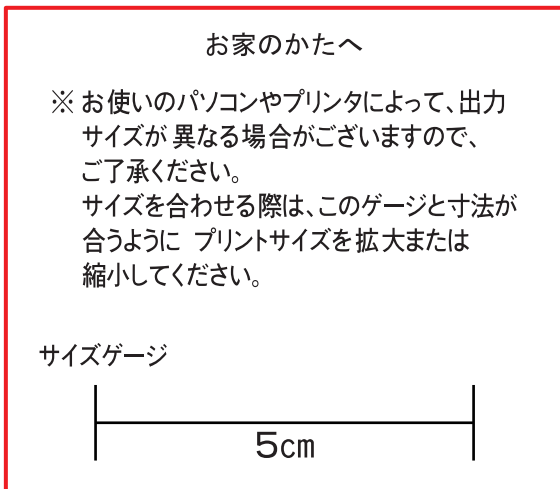 お家のかたへ
※お使いのパソコンやプリンタによって、出力
サイズが異なる場合がございますので、
ご了承ください。
サイズを合わせる際は、このゲージと寸法が
合うように プリントサイズを拡大または
縮小してください。
サイズゲージ
5cm